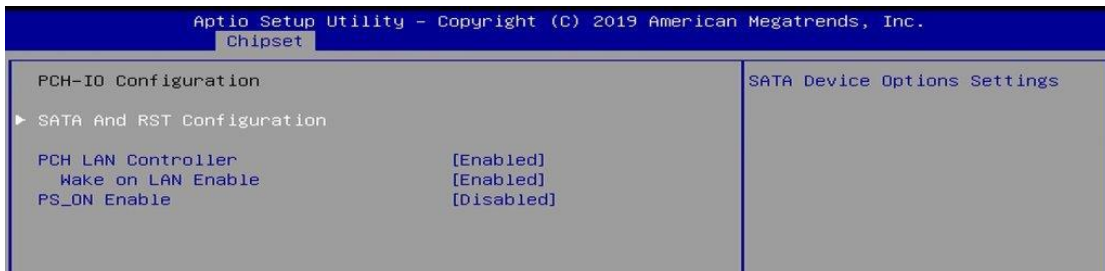 Aptio Setup Utility – Copyright (C) 2019 American Megatrends, Inc.
Chipset
PCH-IO Configuration
SATA Device Options Settings
SATA And RST Configuration
PCH LAN Controller [Enabled]
Wake on LAN Enable [Enabled]
PS_ON Enable [Disabled]